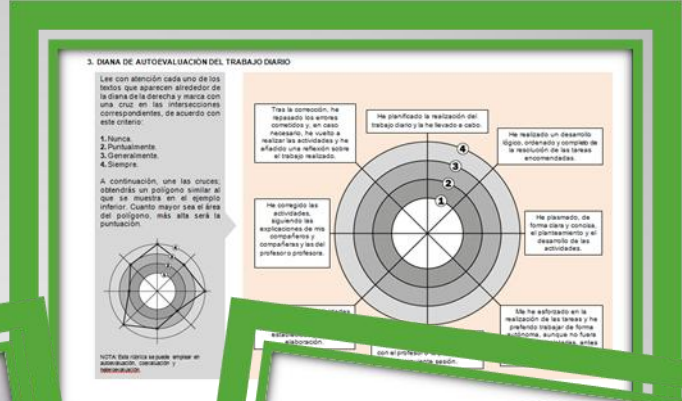 3. DIANA DE AUTOEVALUACIÓN DEL TRABAJO DIARIO
Lee con atención cada uno de los
textos que aparecen alrededor de
la diana de la derecha y marca con
una cruz en las intersecciones
correspondientes, de acuerdo con
este criterio:
1. Nunca.
2. Puntualmente.
3. Generalmente.
4. Siempre.
A continuación, une las cruces;
obtendrás un polígono similar al
que se muestra en el ejemplo
inferior. Cuanto mayor sea el área
del polígono, más alta será la
puntuación.
NOTA: Esta rúbrica se puede emplear en
autoevaluación, coevaluación y
heteroevaluación.
Tras la corrección, he
repasado los errores
cometidos y, en caso
necesario, he vuelto a
realizar las actividades y he
añadido una reflexión sobre
el trabajo realizado.
He planificado la realización del
trabajo diario y la he llevado a cabo.
He realizado un desarrollo
lógico, ordenado y completo de
la resolución de las tareas
encomendadas.
4
3
2
1
He corregido las
actividades,
siguiendo las
explicaciones de mis
compañeros y
compañeras y las del
profesor o profesora.
He plasmado, de
forma clara y concisa,
el planteamiento y el
desarrollo de las
actividades.
Me he esforzado en la
realización de las tareas y he
preferido trabajar de forma
autónoma, aunque no fuera
antes
elaboración.
con el profesor o
sesión.